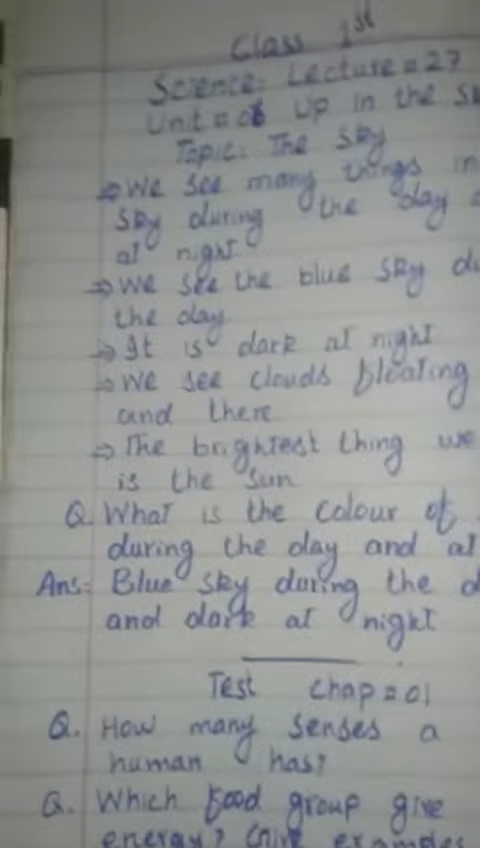 Class 1st
Science: Lecture = 27
Unit = 06 Up in the
Topic: The Sky
⇒ We see many things in
sky during the day
at night.
⇒ We see the blue sky
the day
⇒ It is dark at night
⇒ We see clouds floating
and there
⇒ The brightest thing we
is the sun
Q. What is the colour of
during the day and at
Ans: Blue sky during the
and dark at night
Test Chap = 01
Q. How many senses a
human has?
Q. Which food group give
energy? Give examples